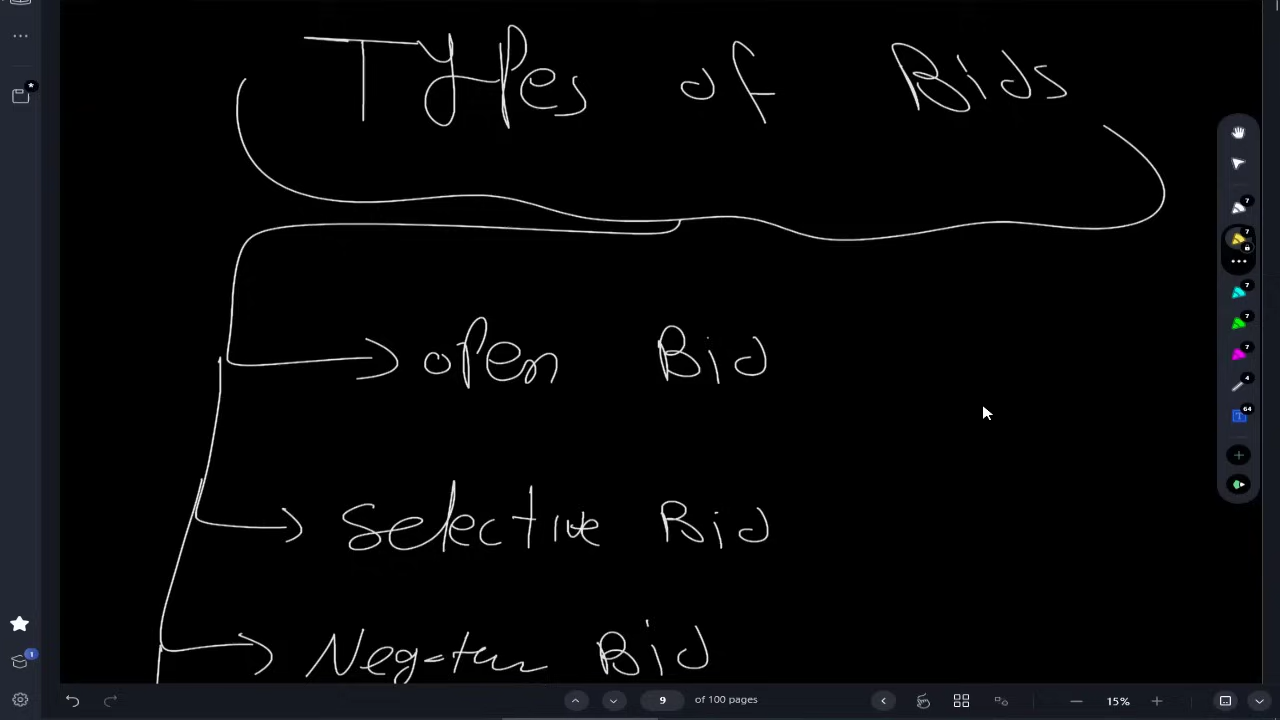 Types of Bids
open Bid
Selective Bid
Bid
9 of 100 pages
15%